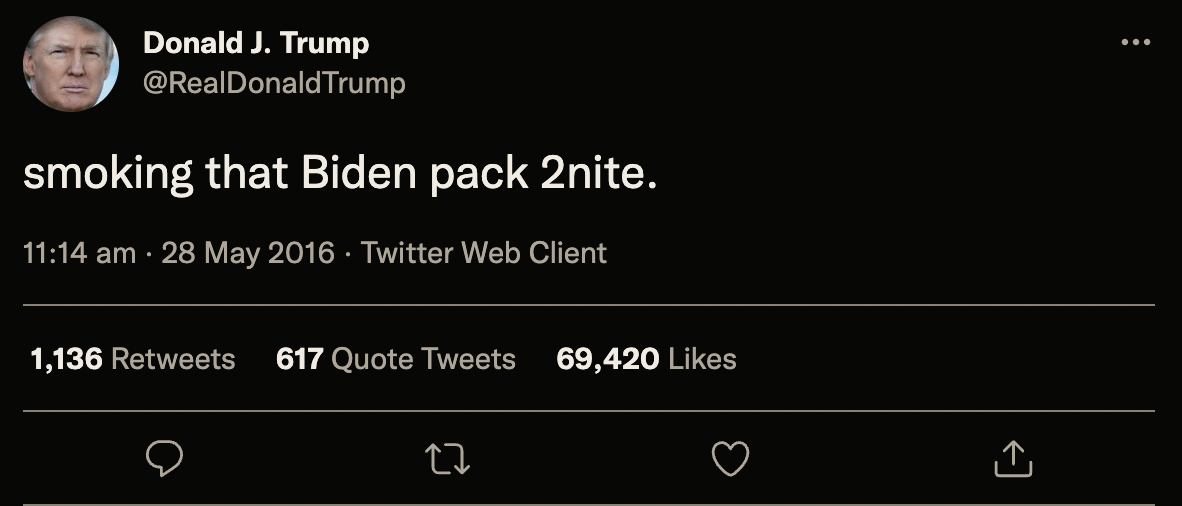 Donald J. Trump
@RealDonaldTrump
smoking that Biden pack 2nite.
11:14 am · 28 May 2016 · Twitter Web Client
1,136 Retweets 617 Quote Tweets 69,420 Likes